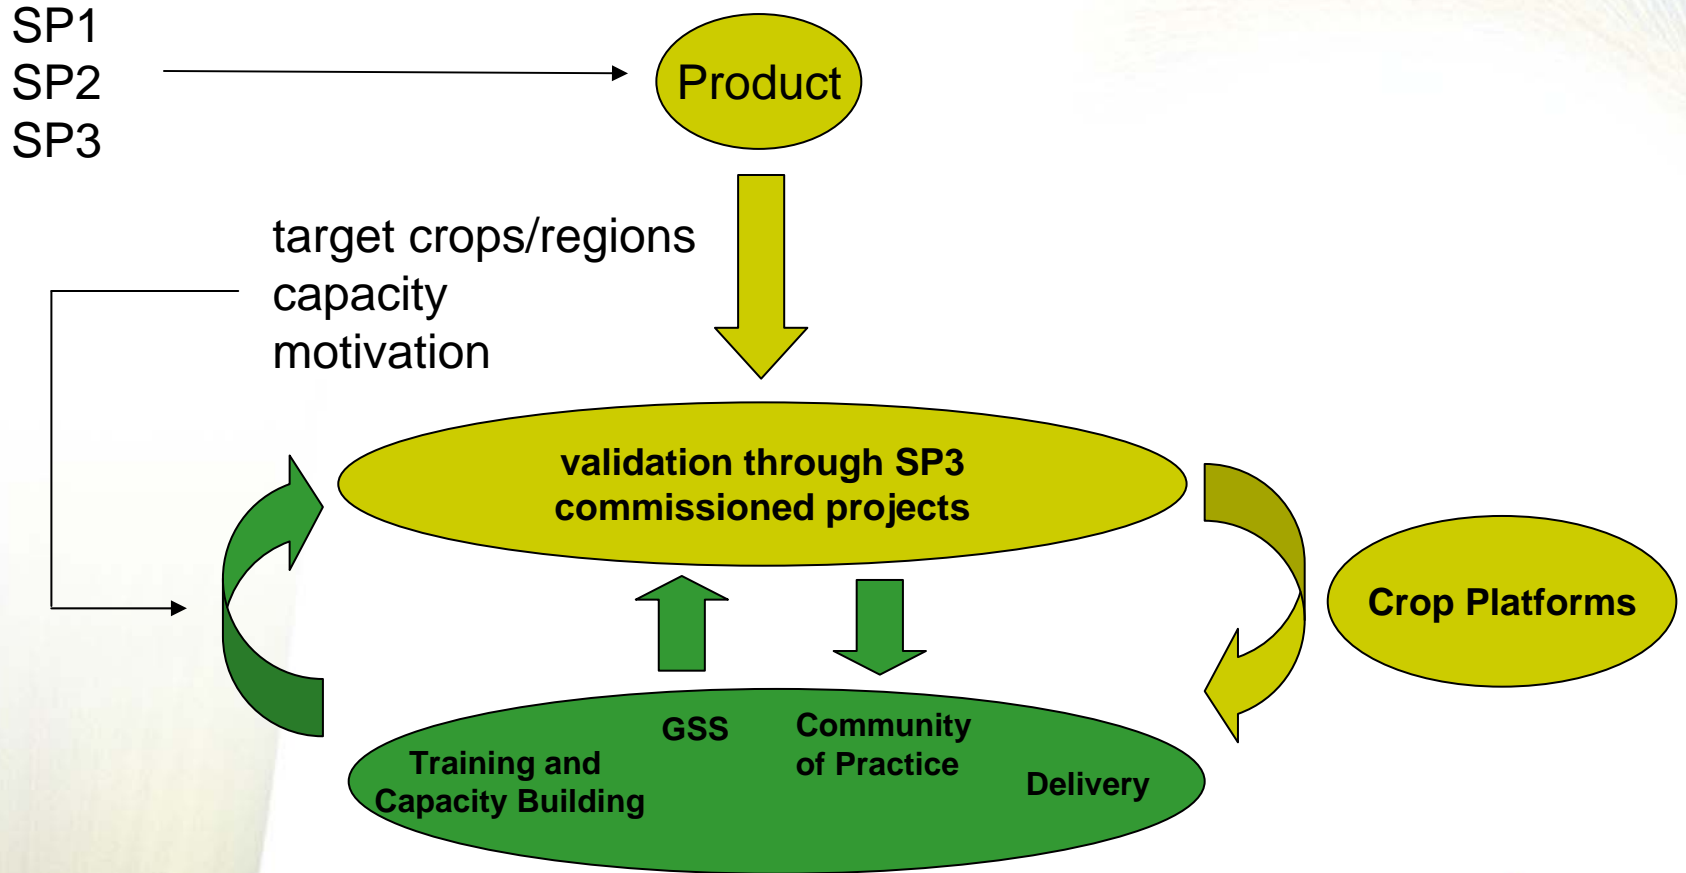 SP1
SP2
SP3
Product
target crops/regions
capacity
motivation
validation through SP3
commissioned projects
Crop Platforms
GSS
Community
of Practice
Training and
Capacity Building
Delivery